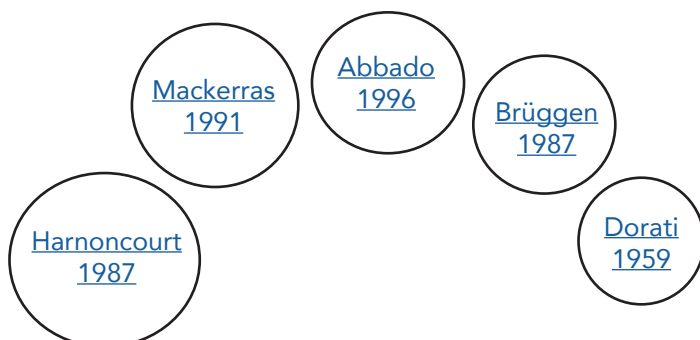 Harnoncourt
1987
Mackerras
1991
Abbado
1996
Brüggen
1987
Dorati
1959